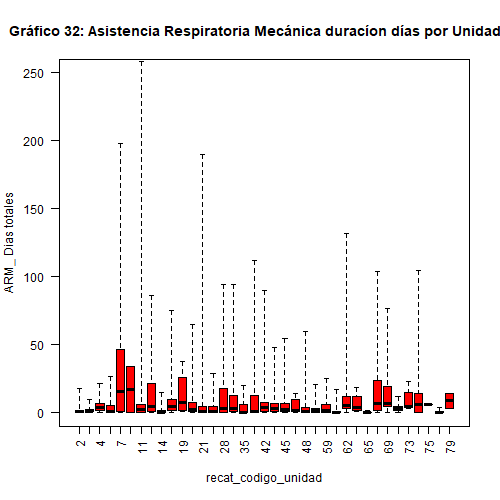 Gráfico 32: Asistencia Respiratoria Mecánica duracíon días por Unidad
250
200
150
100
50
0
ARM_ Dias totales
2 4 7 11 14 19 21 28 35 42 45 48 59 62 65 68 73 75 79
recat_codigo_unidad